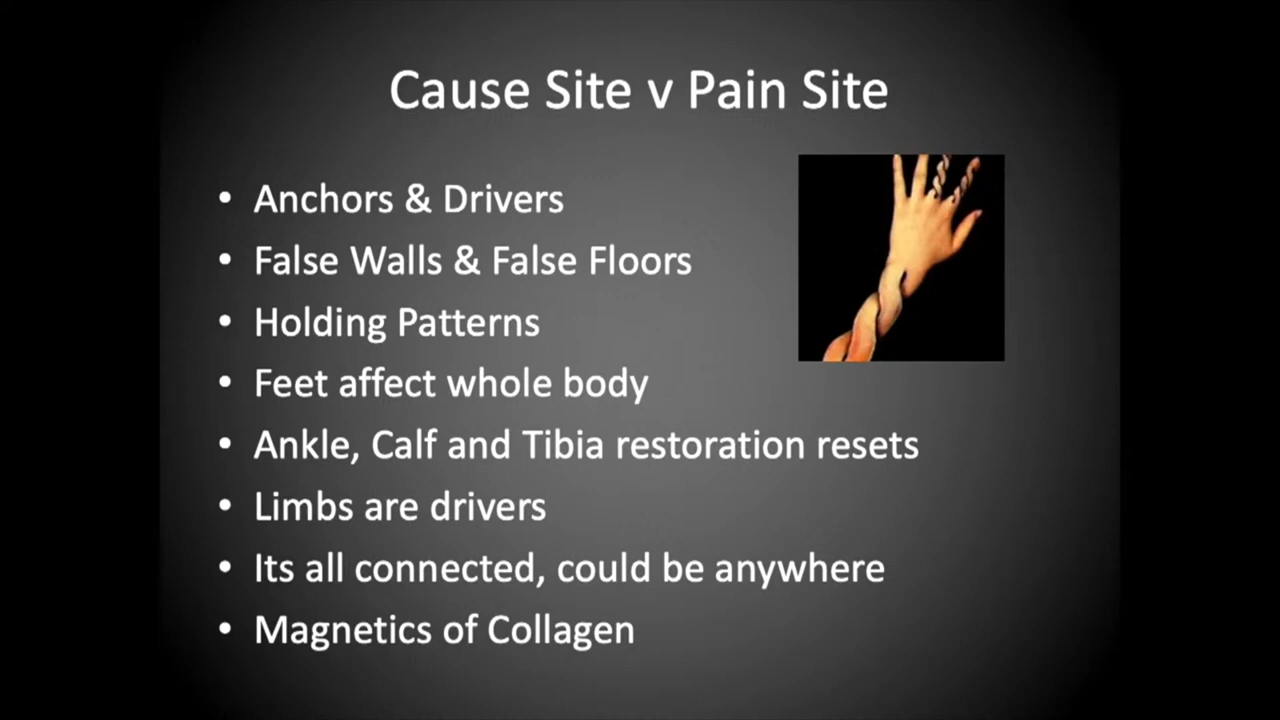 Cause Site v Pain Site
• Anchors & Drivers
• False Walls & False Floors
• Holding Patterns
• Feet affect whole body
• Ankle, Calf and Tibia restoration resets
• Limbs are drivers
• Its all connected, could be anywhere
• Magnetics of Collagen